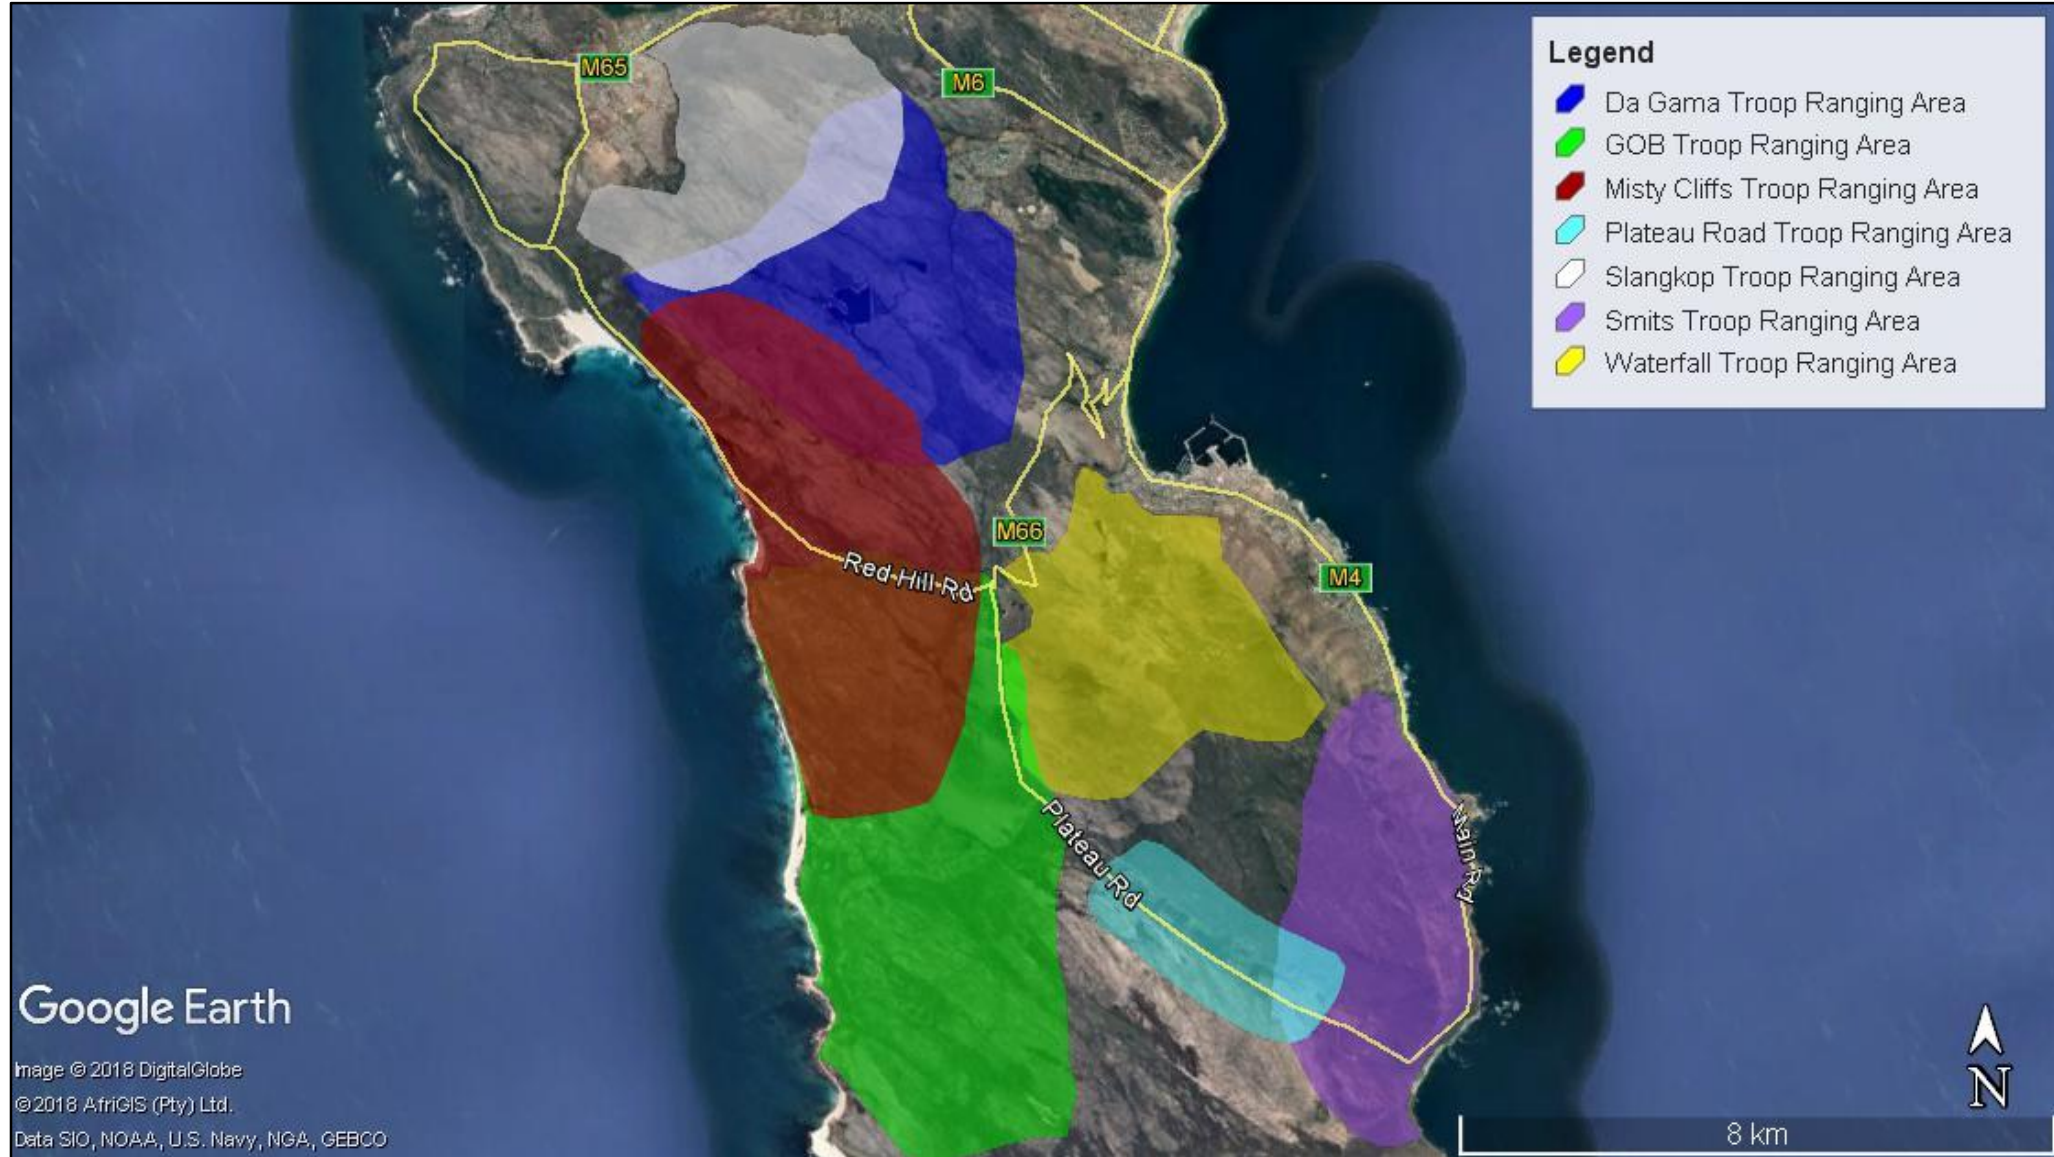 Legend
Da Gama Troop Ranging Area
GOB Troop Ranging Area
Misty Cliffs Troop Ranging Area
Plateau Road Troop Ranging Area
Slangkop Troop Ranging Area
Smits Troop Ranging Area
Waterfall Troop Ranging Area
M65
M6
M66
Red Hill Rd
M4
Plateau Rd
Main Rd
Google Earth
Image © 2018 DigitalGlobe
©2018 AfriGIS (Pty) Ltd.
Data SIO, NOAA, U.S. Navy, NGA, GEBCO
N
8 km